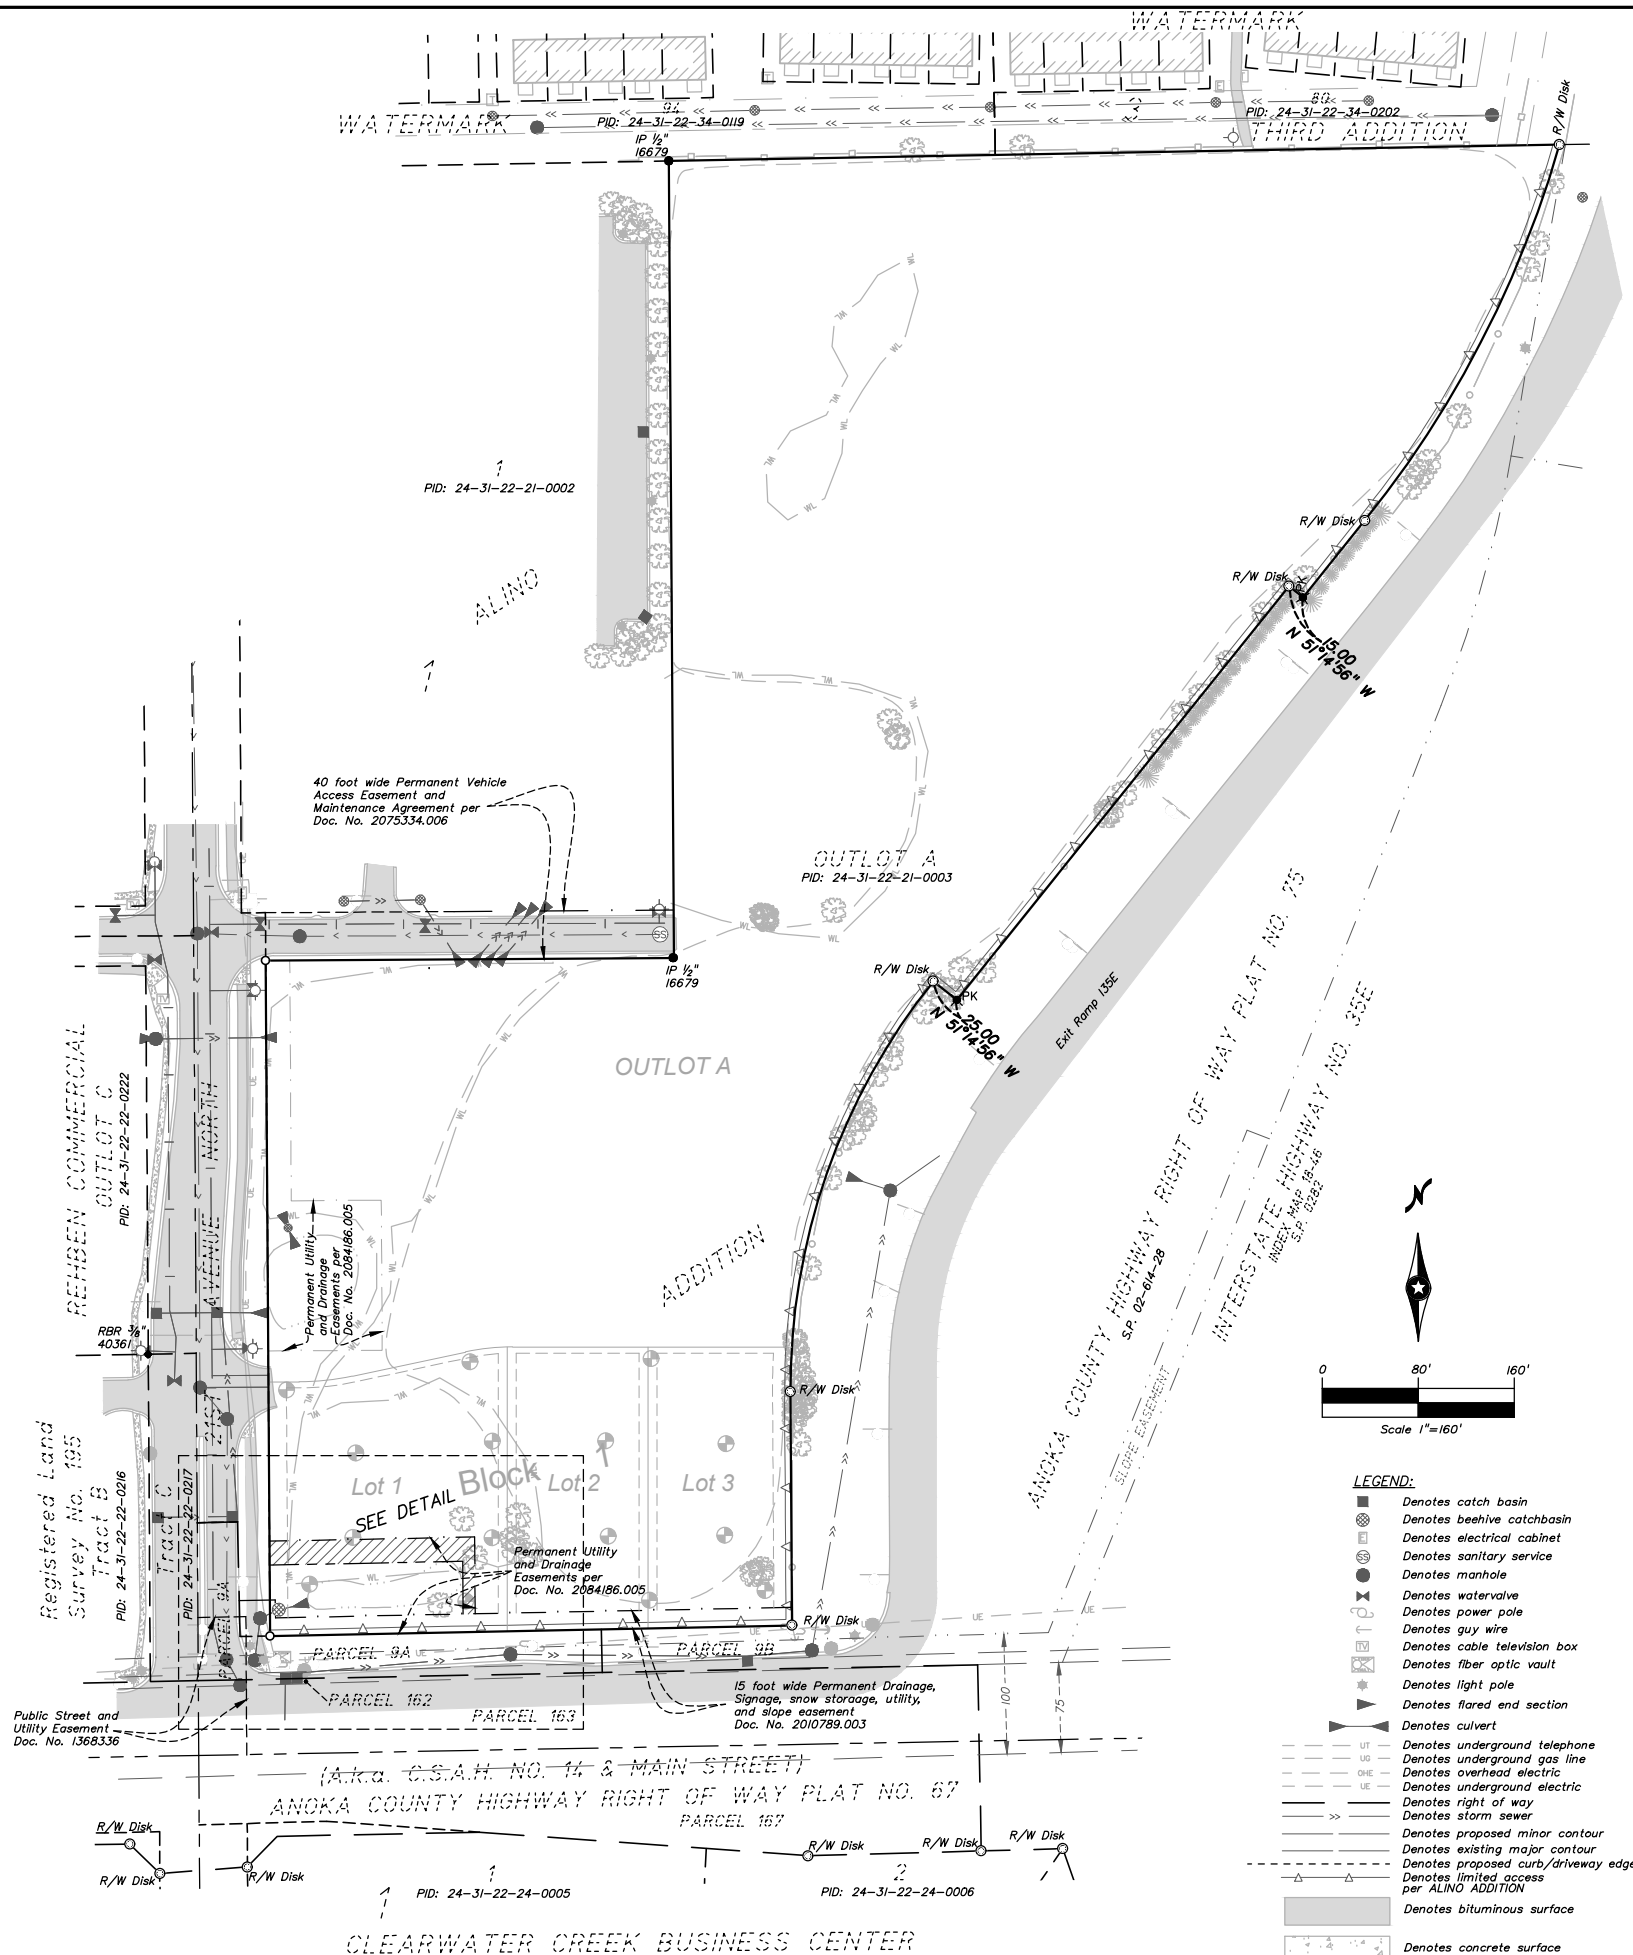 WATERMARK
WATERMARK
94
PID: 24-31-22-34-0119
80
PID: 24-31-22-34-0202
THIRD ADDITION
R/W Disk
IP 1/2"
16679
1
PID: 24-31-22-21-0002
ALINO
1
R/W Disk
R/W Disk
PK
15.00
N 51°14'56" W
40 foot wide Permanent Vehicle
Access Easement and
Maintenance Agreement per
Doc. No. 2075334.006
OUTLOT A
PID: 24-31-22-21-0003
IP 1/2"
16679
R/W Disk
PK
25.00
N 51°14'56" W
Exit Ramp 135E
OUTLOT A
ADDITION
REHBEN COMMERCIAL
OUTLOT C
PID: 24-31-22-22-0222
21ST AVENUE NORTH
Permanent Utility
and Drainage
Easements per
Doc. No. 2084186.005
RBR 3/8"
40361
R/W Disk
ANOKA COUNTY HIGHWAY RIGHT OF WAY PLAT NO. 75
S.P. 02-614-28
INTERSTATE HIGHWAY NO. 35E
INDEX MAP 18-46
S.P. 0282
SLOPE EASEMENT
N
0 80' 160'
Scale 1"=160'
Registered Land
Survey No. 195
Tract B
PID: 24-31-22-22-0216
Tract C
PID: 24-31-22-22-0217
PARCEL 9A
Lot 1
Block 1
Lot 2
Lot 3
SEE DETAIL
Permanent Utility
and Drainage
Easements per
Doc. No. 2084186.005
R/W Disk
PARCEL 9A
PARCEL 9B
PARCEL 162
PARCEL 163
15 foot wide Permanent Drainage,
Signage, snow storaage, utility,
and slope easement
Doc. No. 2010789.003
100
75
Public Street and
Utility Easement
Doc. No. 1368336
(A.k.a. C.S.A.H. NO. 14 & MAIN STREET)
ANOKA COUNTY HIGHWAY RIGHT OF WAY PLAT NO. 67
PARCEL 167
R/W Disk
R/W Disk
R/W Disk
R/W Disk
R/W Disk
R/W Disk
1
PID: 24-31-22-24-0005
2
PID: 24-31-22-24-0006
1
CLEARWATER CREEK BUSINESS CENTER
LEGEND:
Denotes catch basin
Denotes beehive catchbasin
E Denotes electrical cabinet
SS Denotes sanitary service
Denotes manhole
Denotes watervalve
Denotes power pole
Denotes guy wire
TV Denotes cable television box
Denotes fiber optic vault
Denotes light pole
Denotes flared end section
Denotes culvert
UT Denotes underground telephone
UG Denotes underground gas line
OHE Denotes overhead electric
UE Denotes underground electric
Denotes right of way
>> Denotes storm sewer
Denotes proposed minor contour
Denotes existing major contour
Denotes proposed curb/driveway edge
Denotes limited access
per ALINO ADDITION
Denotes bituminous surface
Denotes concrete surface